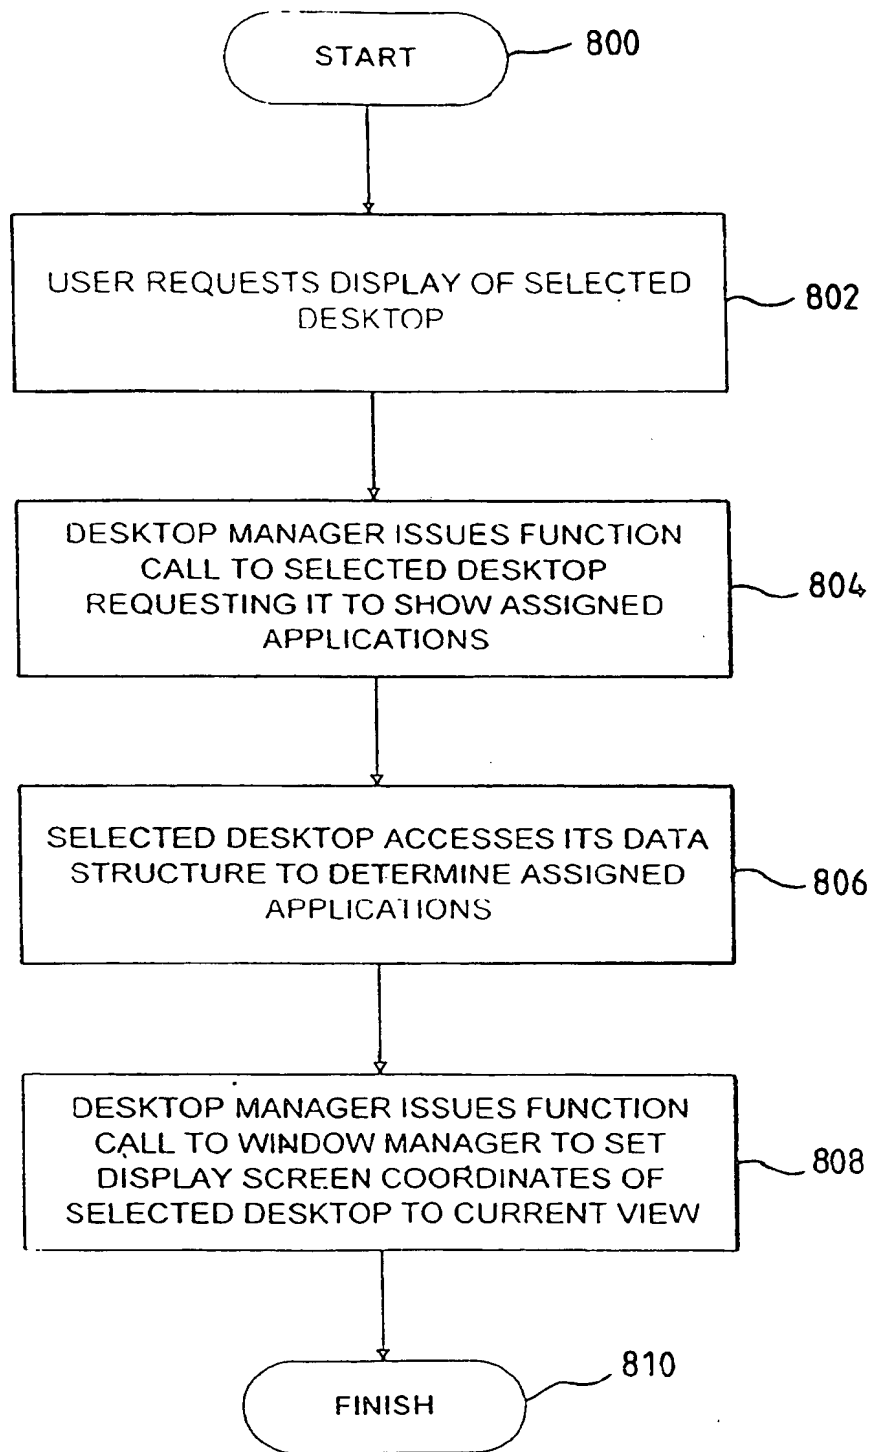 START
800
USER REQUESTS DISPLAY OF SELECTED
DESKTOP
802
DESKTOP MANAGER ISSUES FUNCTION
CALL TO SELECTED DESKTOP
REQUESTING IT TO SHOW ASSIGNED
APPLICATIONS
804
SELECTED DESKTOP ACCESSES ITS DATA
STRUCTURE TO DETERMINE ASSIGNED
APPLICATIONS
806
DESKTOP MANAGER ISSUES FUNCTION
CALL TO WINDOW MANAGER TO SET
DISPLAY SCREEN COORDINATES OF
SELECTED DESKTOP TO CURRENT VIEW
808
FINISH
810